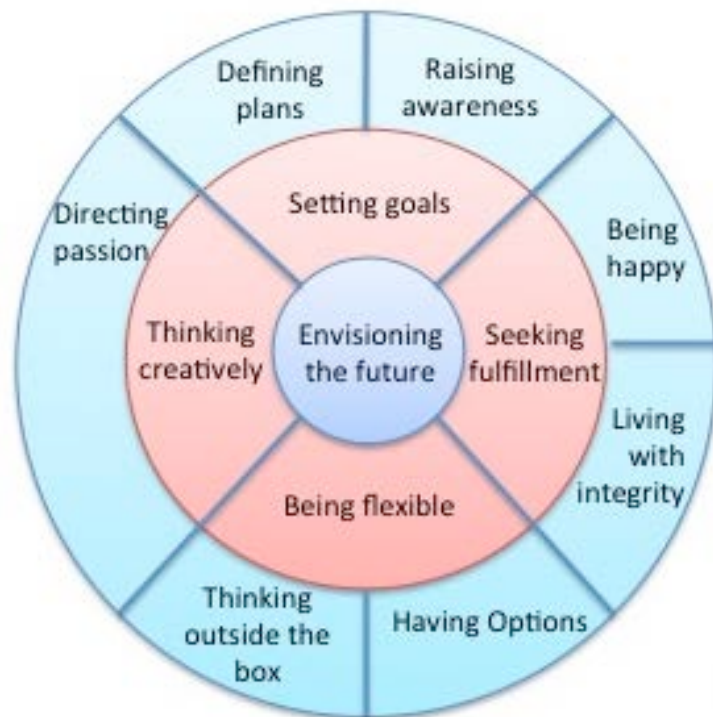 Defining
plans
Raising
awareness
Directing
passion
Setting goals
Being
happy
Thinking
creatively
Envisioning
the future
Seeking
fulfillment
Living
with
integrity
Being flexible
Thinking
outside the
box
Having Options